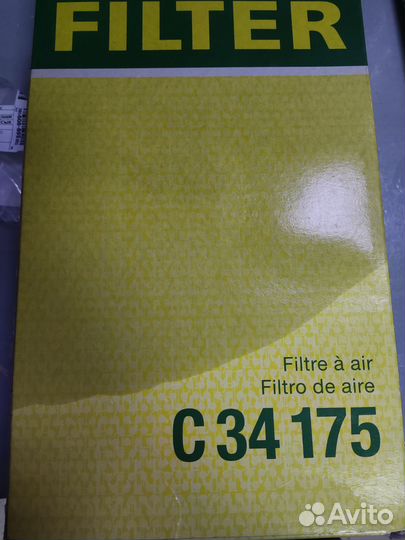 FILTER
Filtre à air
Filtro de aire
C 34 175
Avito